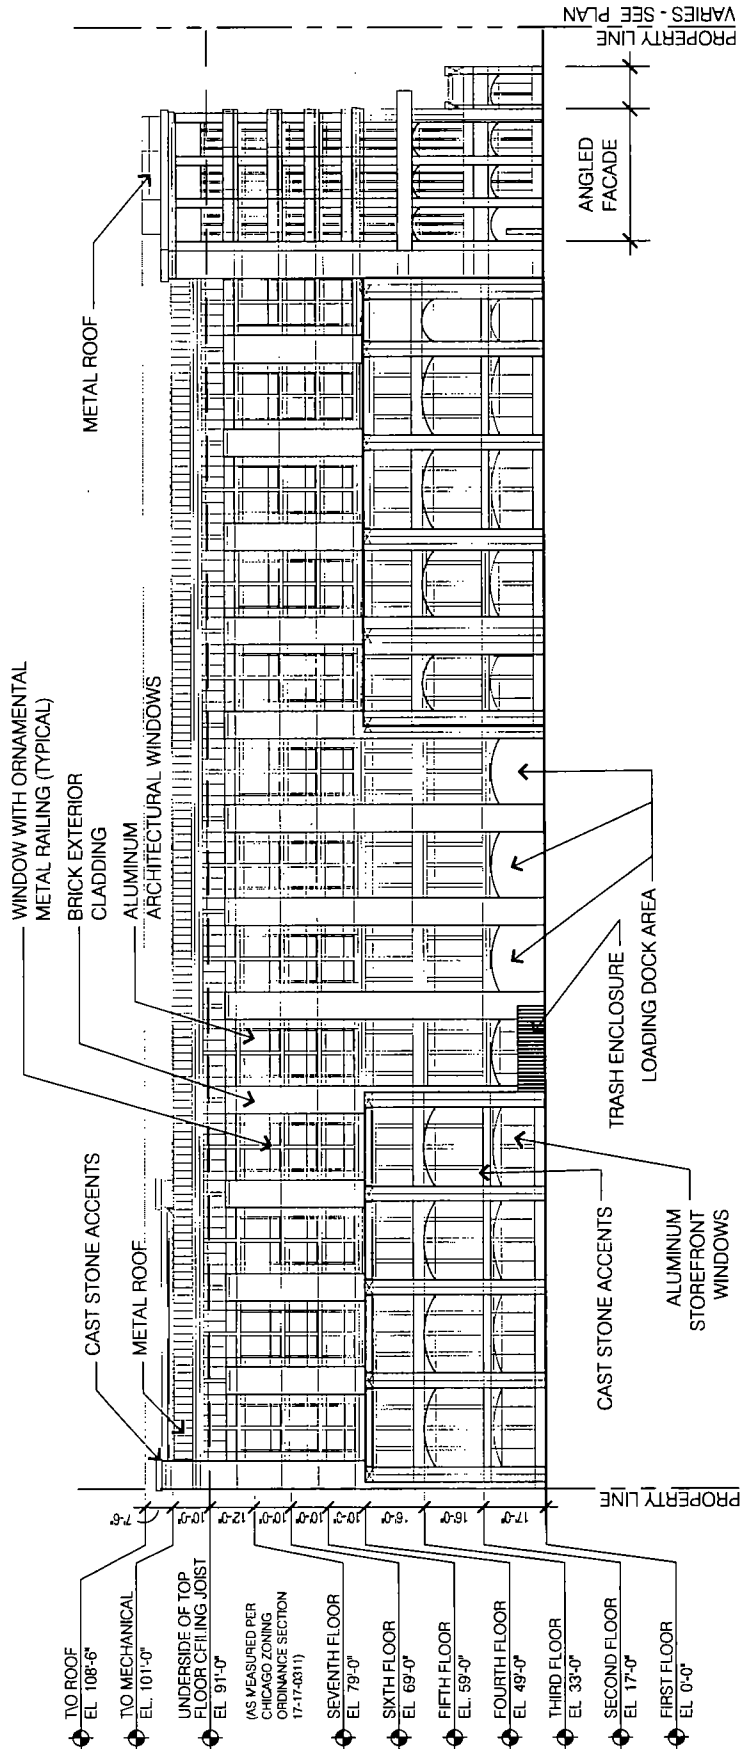 WINDOW WITH ORNAMENTAL
METAL RAILING (TYPICAL)
BRICK EXTERIOR
CLADDING
ALUMINUM
ARCHITECTURAL WINDOWS
CAST STONE ACCENTS
METAL ROOF
METAL ROOF
T/O ROOF
EL 108'-6"
T/O MECHANICAL
EL. 101'-0"
UNDERSIDE OF TOP
FLOOR CEILING JOIST
EL 91'-0"
(AS MEASURED PER
CHICAGO ZONING
ORDINANCE SECTION
17-17-0311)
SEVENTH FLOOR
EL 79'-0"
SIXTH FLOOR
EL 69'-0"
FIFTH FLOOR
EL. 59'-0"
FOURTH FLOOR
EL 49'-0"
THIRD FLOOR
EL 33'-0"
SECOND FLOOR
EL 17'-0"
FIRST FLOOR
EL 0'-0"
7'-6"
10'-0"
12'-0"
10'-0"
10'-0"
10'-0"
16'-0"
16'-0"
17'-0"
PROPERTY LINE
CAST STONE ACCENTS
ALUMINUM
STOREFRONT
WINDOWS
TRASH ENCLOSURE
LOADING DOCK AREA
ANGLED
FACADE
PROPERTY LINE
VARIES - SEE PLAN